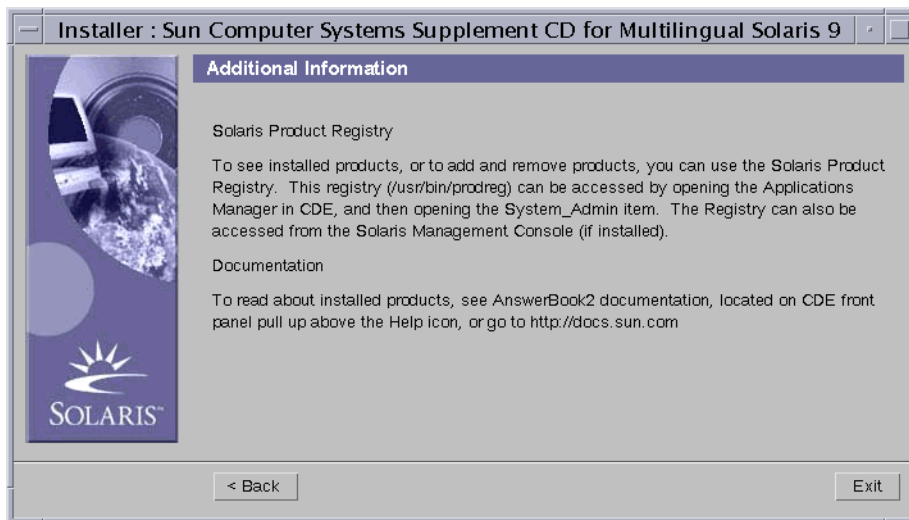 Installer : Sun Computer Systems Supplement CD for Multilingual Solaris 9
Additional Information
Solaris Product Registry
To see installed products, or to add and remove products, you can use the Solaris Product
Registry. This registry (/usr/bin/prodreg) can be accessed by opening the Applications
Manager in CDE, and then opening the System_Admin item. The Registry can also be
accessed from the Solaris Management Console (if installed).
Documentation
To read about installed products, see AnswerBook2 documentation, located on CDE front
panel pull up above the Help icon, or go to http://docs.sun.com
SOLARIS™
< Back
Exit